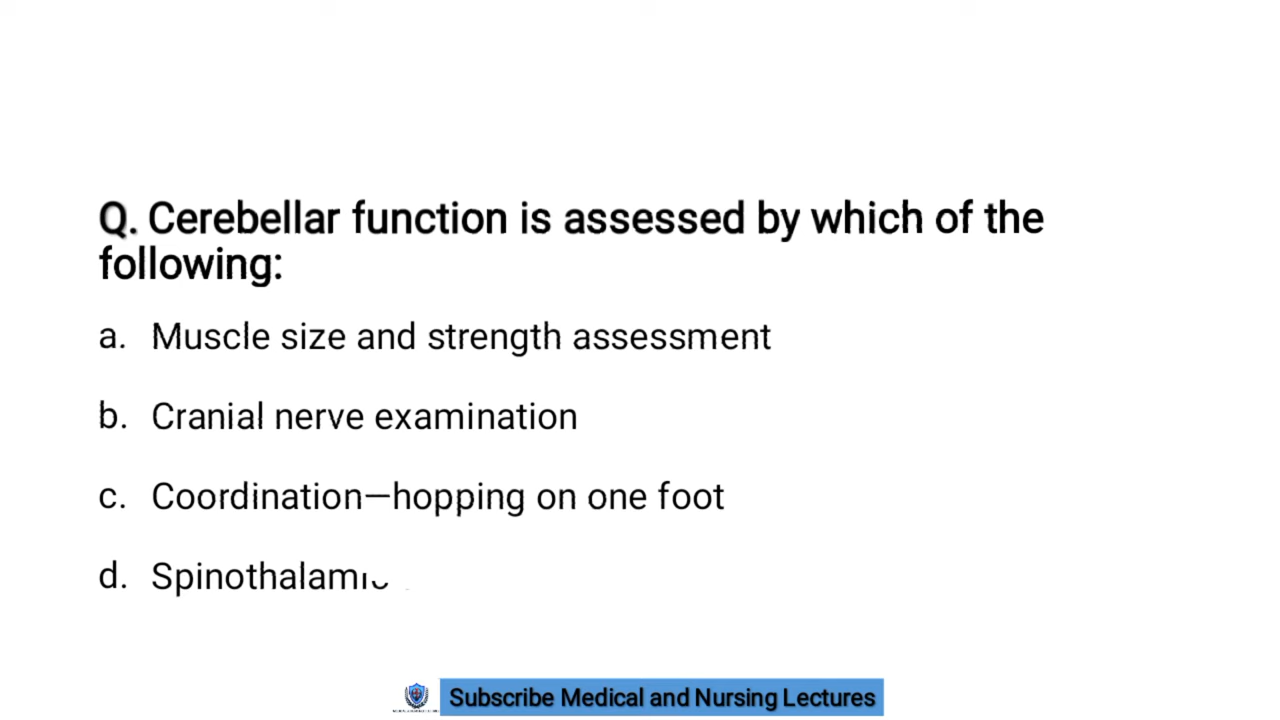 Q. Cerebellar function is assessed by which of the
following:
a. Muscle size and strength assessment
b. Cranial nerve examination
c. Coordination—hopping on one foot
d.
Subscribe Medical and Nursing Lectures